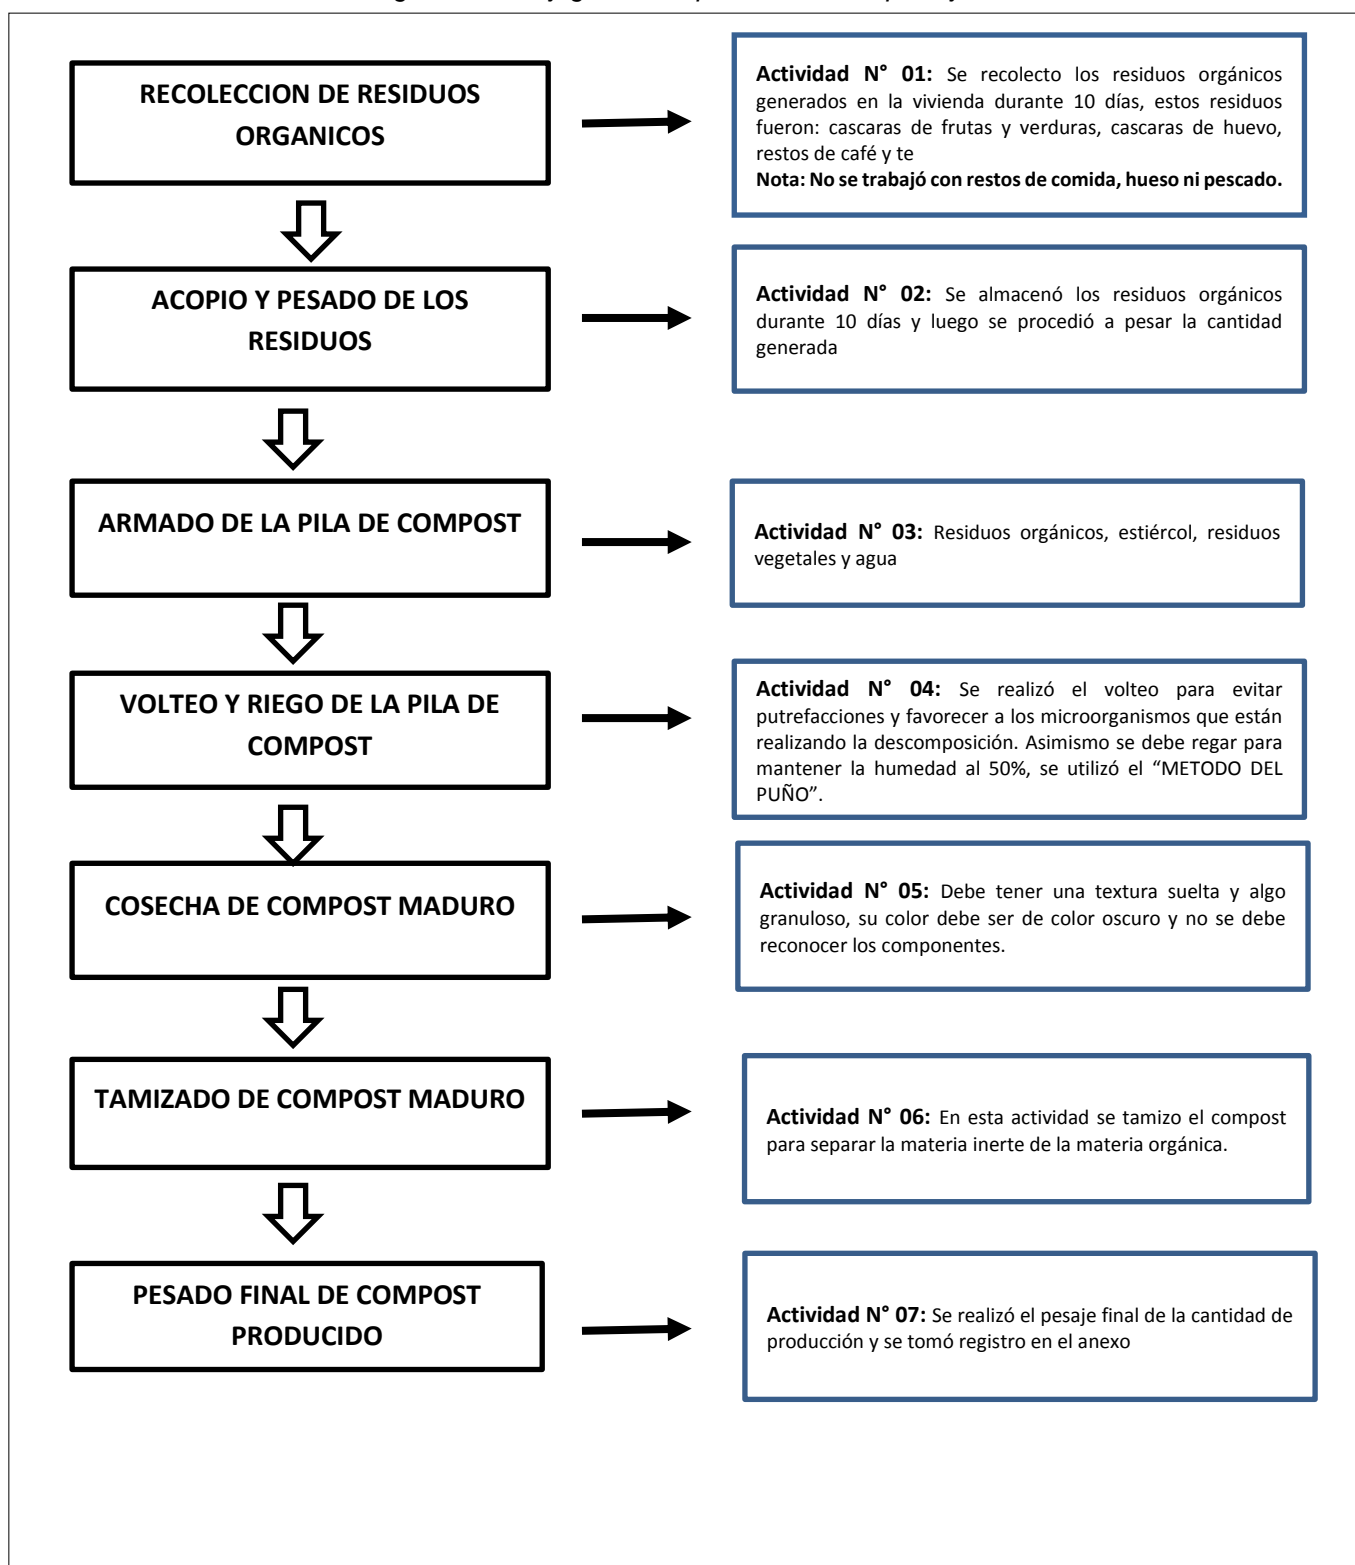 RECOLECCION DE RESIDUOS
ORGANICOS
Actividad N° 01: Se recolecto los residuos orgánicos
generados en la vivienda durante 10 días, estos residuos
fueron: cascaras de frutas y verduras, cascaras de huevo,
restos de café y te
Nota: No se trabajó con restos de comida, hueso ni pescado.
ACOPIO Y PESADO DE LOS
RESIDUOS
Actividad N° 02: Se almacenó los residuos orgánicos
durante 10 días y luego se procedió a pesar la cantidad
generada
ARMADO DE LA PILA DE COMPOST
Actividad N° 03: Residuos orgánicos, estiércol, residuos
vegetales y agua
VOLTEO Y RIEGO DE LA PILA DE
COMPOST
Actividad N° 04: Se realizó el volteo para evitar
putrefacciones y favorecer a los microorganismos que están
realizando la descomposición. Asimismo se debe regar para
mantener la humedad al 50%, se utilizó el “METODO DEL
PUÑO”.
COSECHA DE COMPOST MADURO
Actividad N° 05: Debe tener una textura suelta y algo
granuloso, su color debe ser de color oscuro y no se debe
reconocer los componentes.
TAMIZADO DE COMPOST MADURO
Actividad N° 06: En esta actividad se tamizo el compost
para separar la materia inerte de la materia orgánica.
PESADO FINAL DE COMPOST
PRODUCIDO
Actividad N° 07: Se realizó el pesaje final de la cantidad de
producción y se tomó registro en el anexo